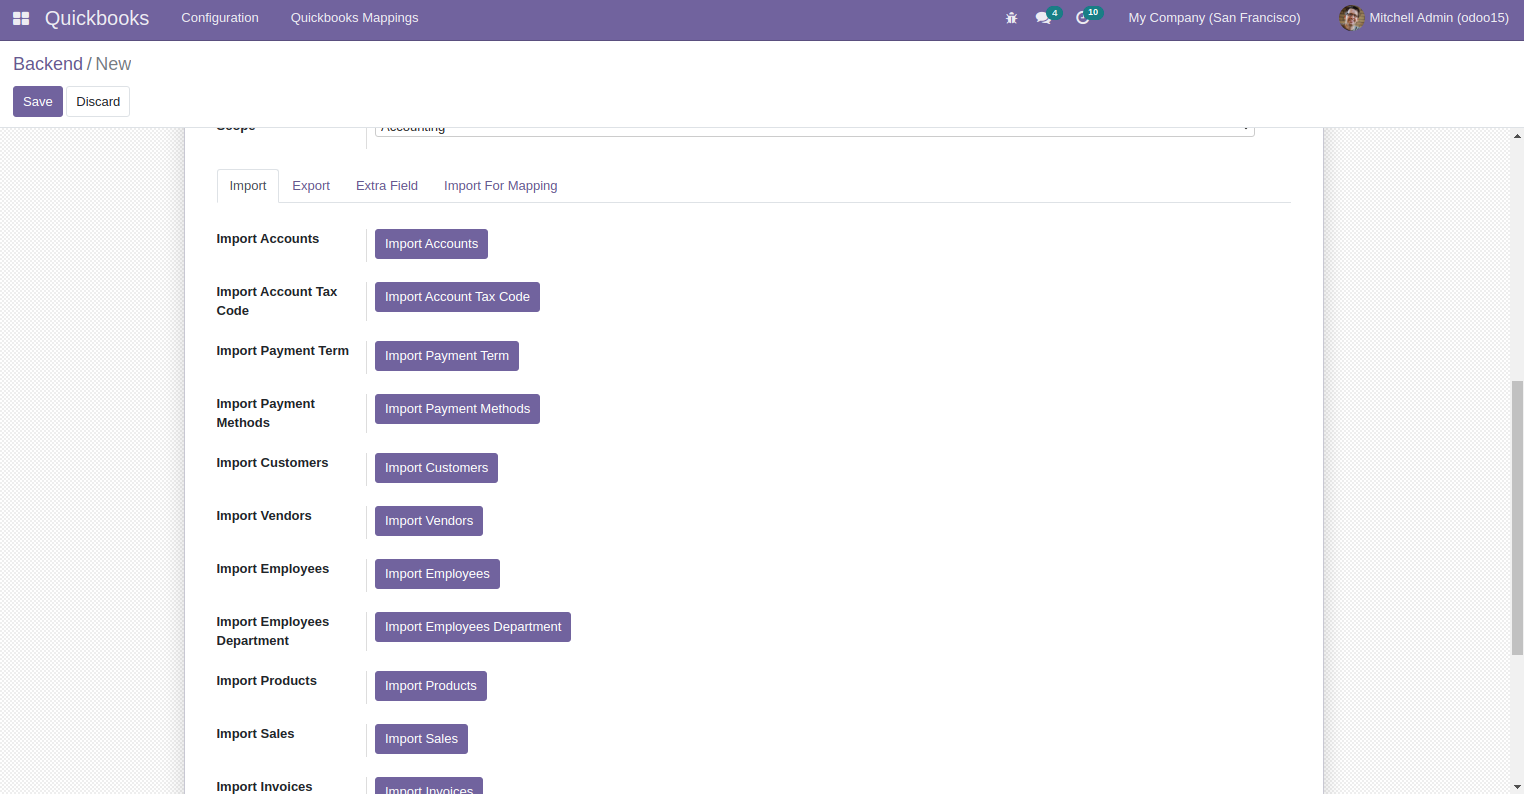 Quickbooks Configuration Quickbooks Mappings 4 10 My Company (San Francisco) Mitchell Admin (odoo15)
Backend / New
Save Discard
Scope Accounting
Import Export Extra Field Import For Mapping
Import Accounts Import Accounts
Import Account Tax Import Account Tax Code
Code
Import Payment Term Import Payment Term
Import Payment Import Payment Methods
Methods
Import Customers Import Customers
Import Vendors Import Vendors
Import Employees Import Employees
Import Employees Import Employees Department
Department
Import Products Import Products
Import Sales Import Sales
Import Invoices Import Invoices